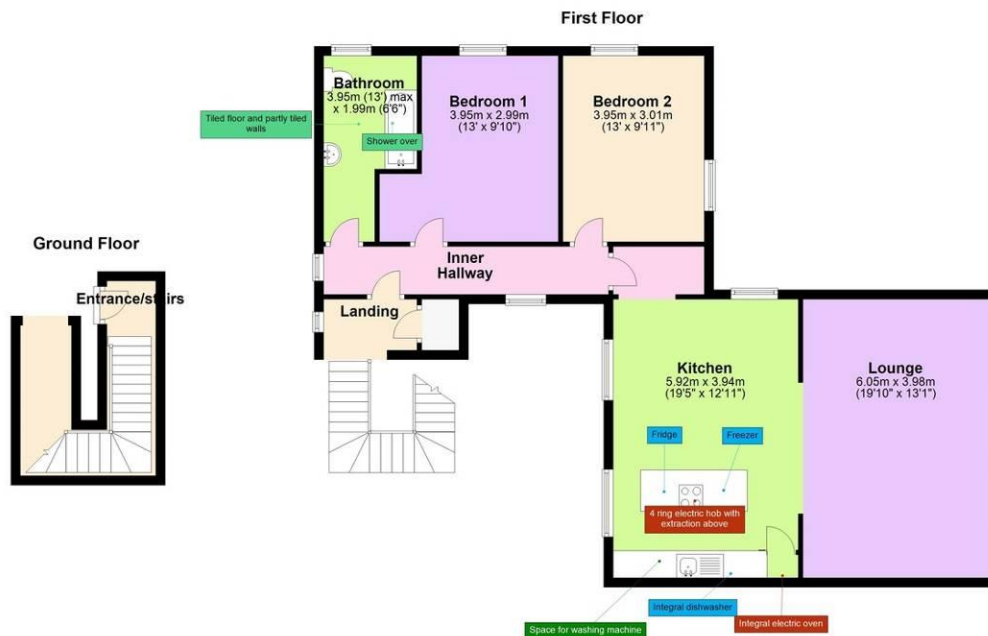 First Floor
Bathroom
3.95m (13') max
x 1.99m (6'6")
Tiled floor and partly tiled
walls
Shower over
Bedroom 1
3.95m x 2.99m
(13' x 9'10")
Bedroom 2
3.95m x 3.01m
(13' x 9'11")
Ground Floor
Entrance/stairs
Inner
Hallway
Landing
Kitchen
5.92m x 3.94m
(19'5" x 12'11")
Lounge
6.05m x 3.98m
(19'10" x 13'1")
Fridge
Freezer
4 ring electric hob with
extraction above
Integral dishwasher
Integral electric oven
Space for washing machine